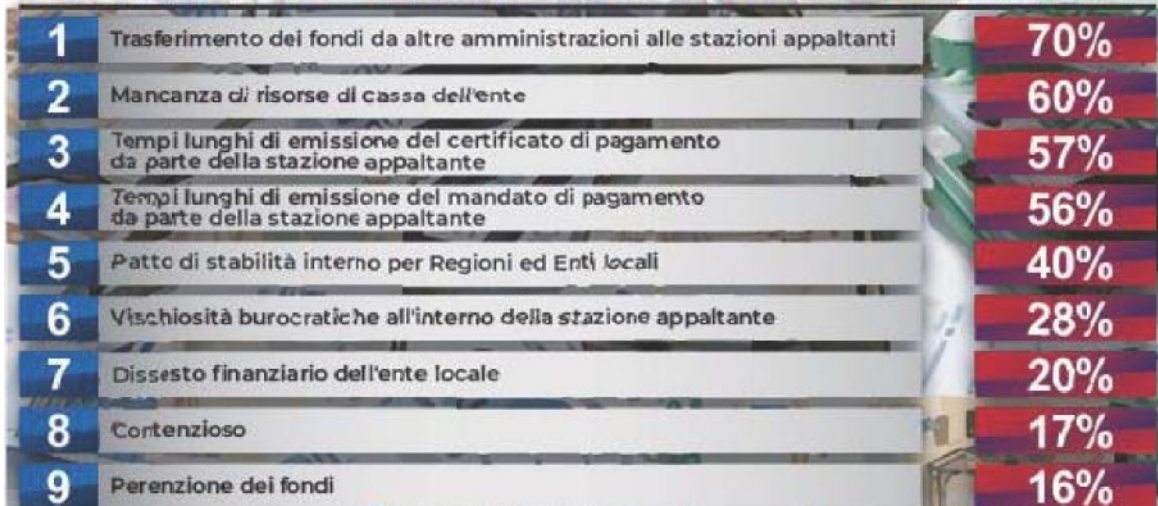 1 Trasferimento dei fondi da altre amministrazioni alle stazioni appaltanti 70%
2 Mancanza di risorse di cassa dell'ente 60%
3 Tempi lunghi di emissione del certificato di pagamento
da parte della stazione appaltante 57%
4 Tempi lunghi di emissione del mandato di pagamento
da parte della stazione appaltante 56%
5 Patto di stabilità interno per Regioni ed Enti locali 40%
6 Vischiosità burocratiche all'interno della stazione appaltante 28%
7 Dissesto finanziario dell'ente locale 20%
8 Contenzioso 17%
9 Perenzione dei fondi 16%